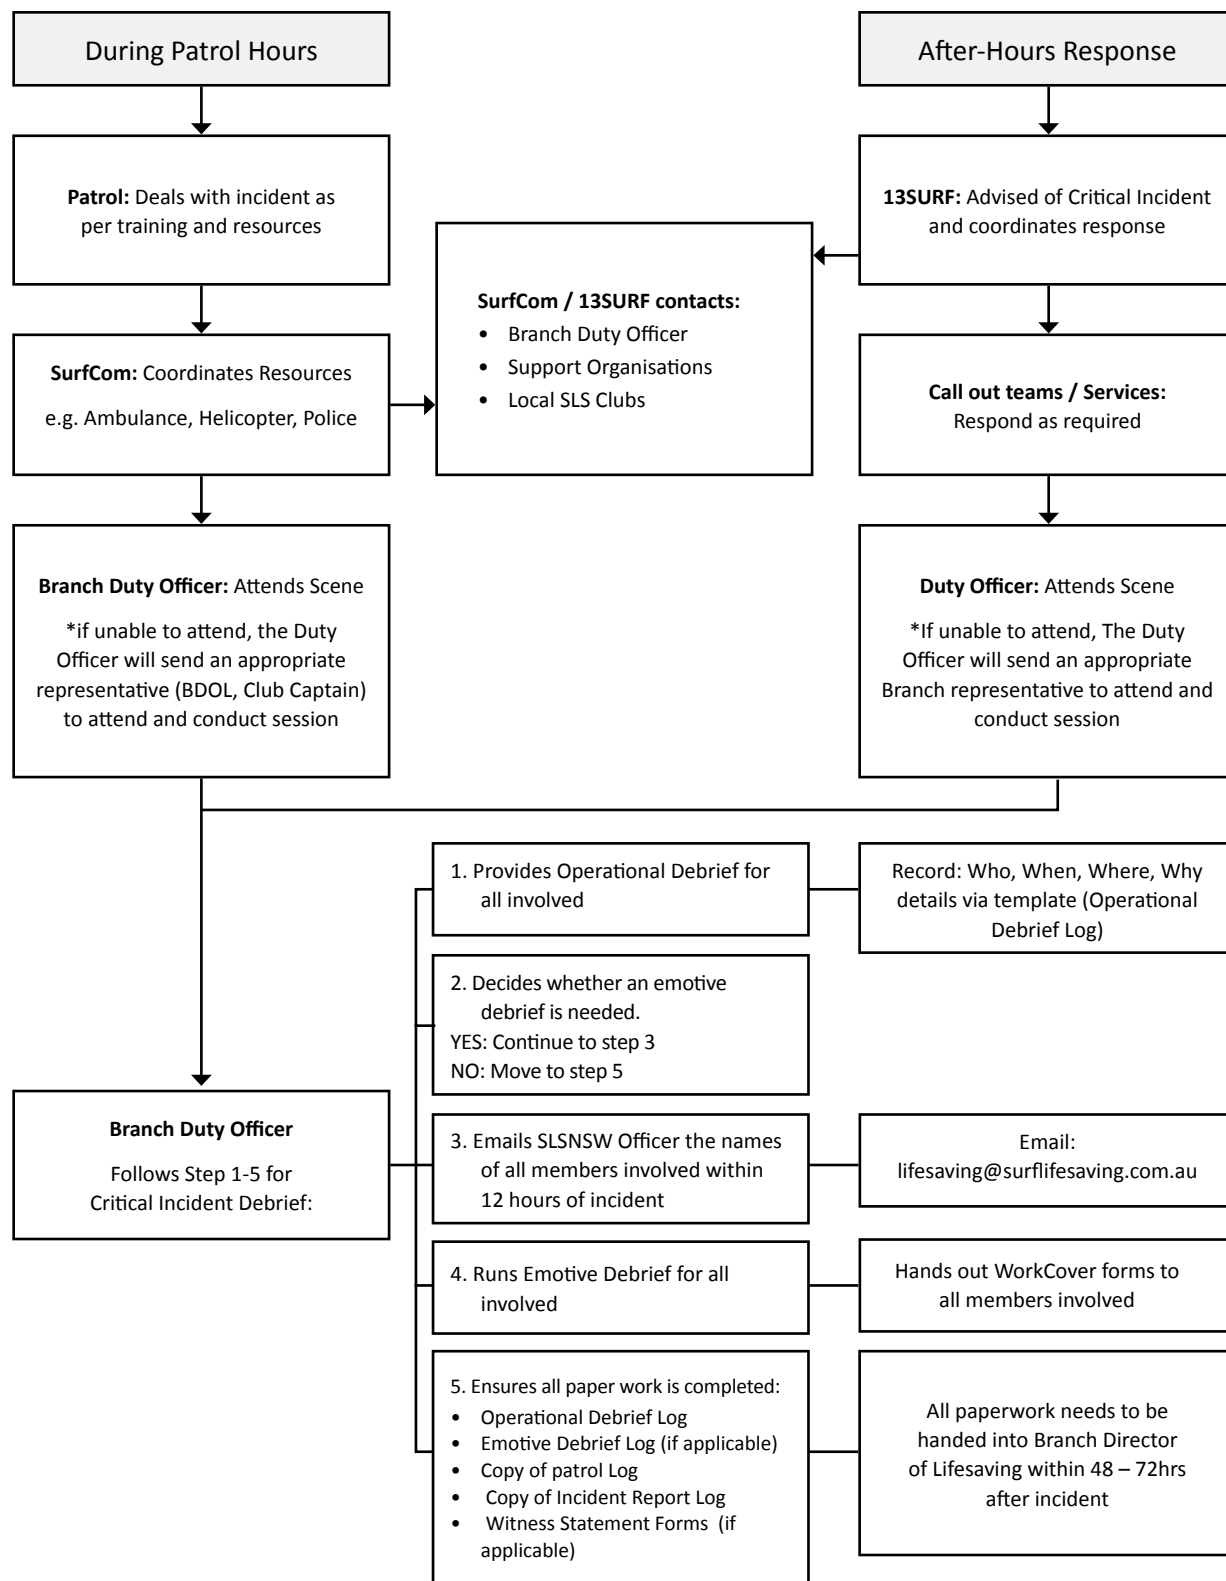 During Patrol Hours
After-Hours Response
Patrol: Deals with incident as
per training and resources
13SURF: Advised of Critical Incident
and coordinates response
SurfCom / 13SURF contacts:
• Branch Duty Officer
• Support Organisations
• Local SLS Clubs
SurfCom: Coordinates Resources
e.g. Ambulance, Helicopter, Police
Call out teams / Services:
Respond as required
Branch Duty Officer: Attends Scene
*if unable to attend, the Duty
Officer will send an appropriate
representative (BDOL, Club Captain)
to attend and conduct session
Duty Officer: Attends Scene
*If unable to attend, The Duty
Officer will send an appropriate
Branch representative to attend and
conduct session
1. Provides Operational Debrief for
all involved
Record: Who, When, Where, Why
details via template (Operational
Debrief Log)
2. Decides whether an emotive
debrief is needed.
YES: Continue to step 3
NO: Move to step 5
Branch Duty Officer
Follows Step 1-5 for
Critical Incident Debrief:
3. Emails SLSNSW Officer the names
of all members involved within
12 hours of incident
Email:
lifesaving@surflifesaving.com.au
4. Runs Emotive Debrief for all
involved
Hands out WorkCover forms to
all members involved
5. Ensures all paper work is completed:
• Operational Debrief Log
• Emotive Debrief Log (if applicable)
• Copy of patrol Log
• Copy of Incident Report Log
• Witness Statement Forms (if
applicable)
All paperwork needs to be
handed into Branch Director
of Lifesaving within 48 – 72hrs
after incident